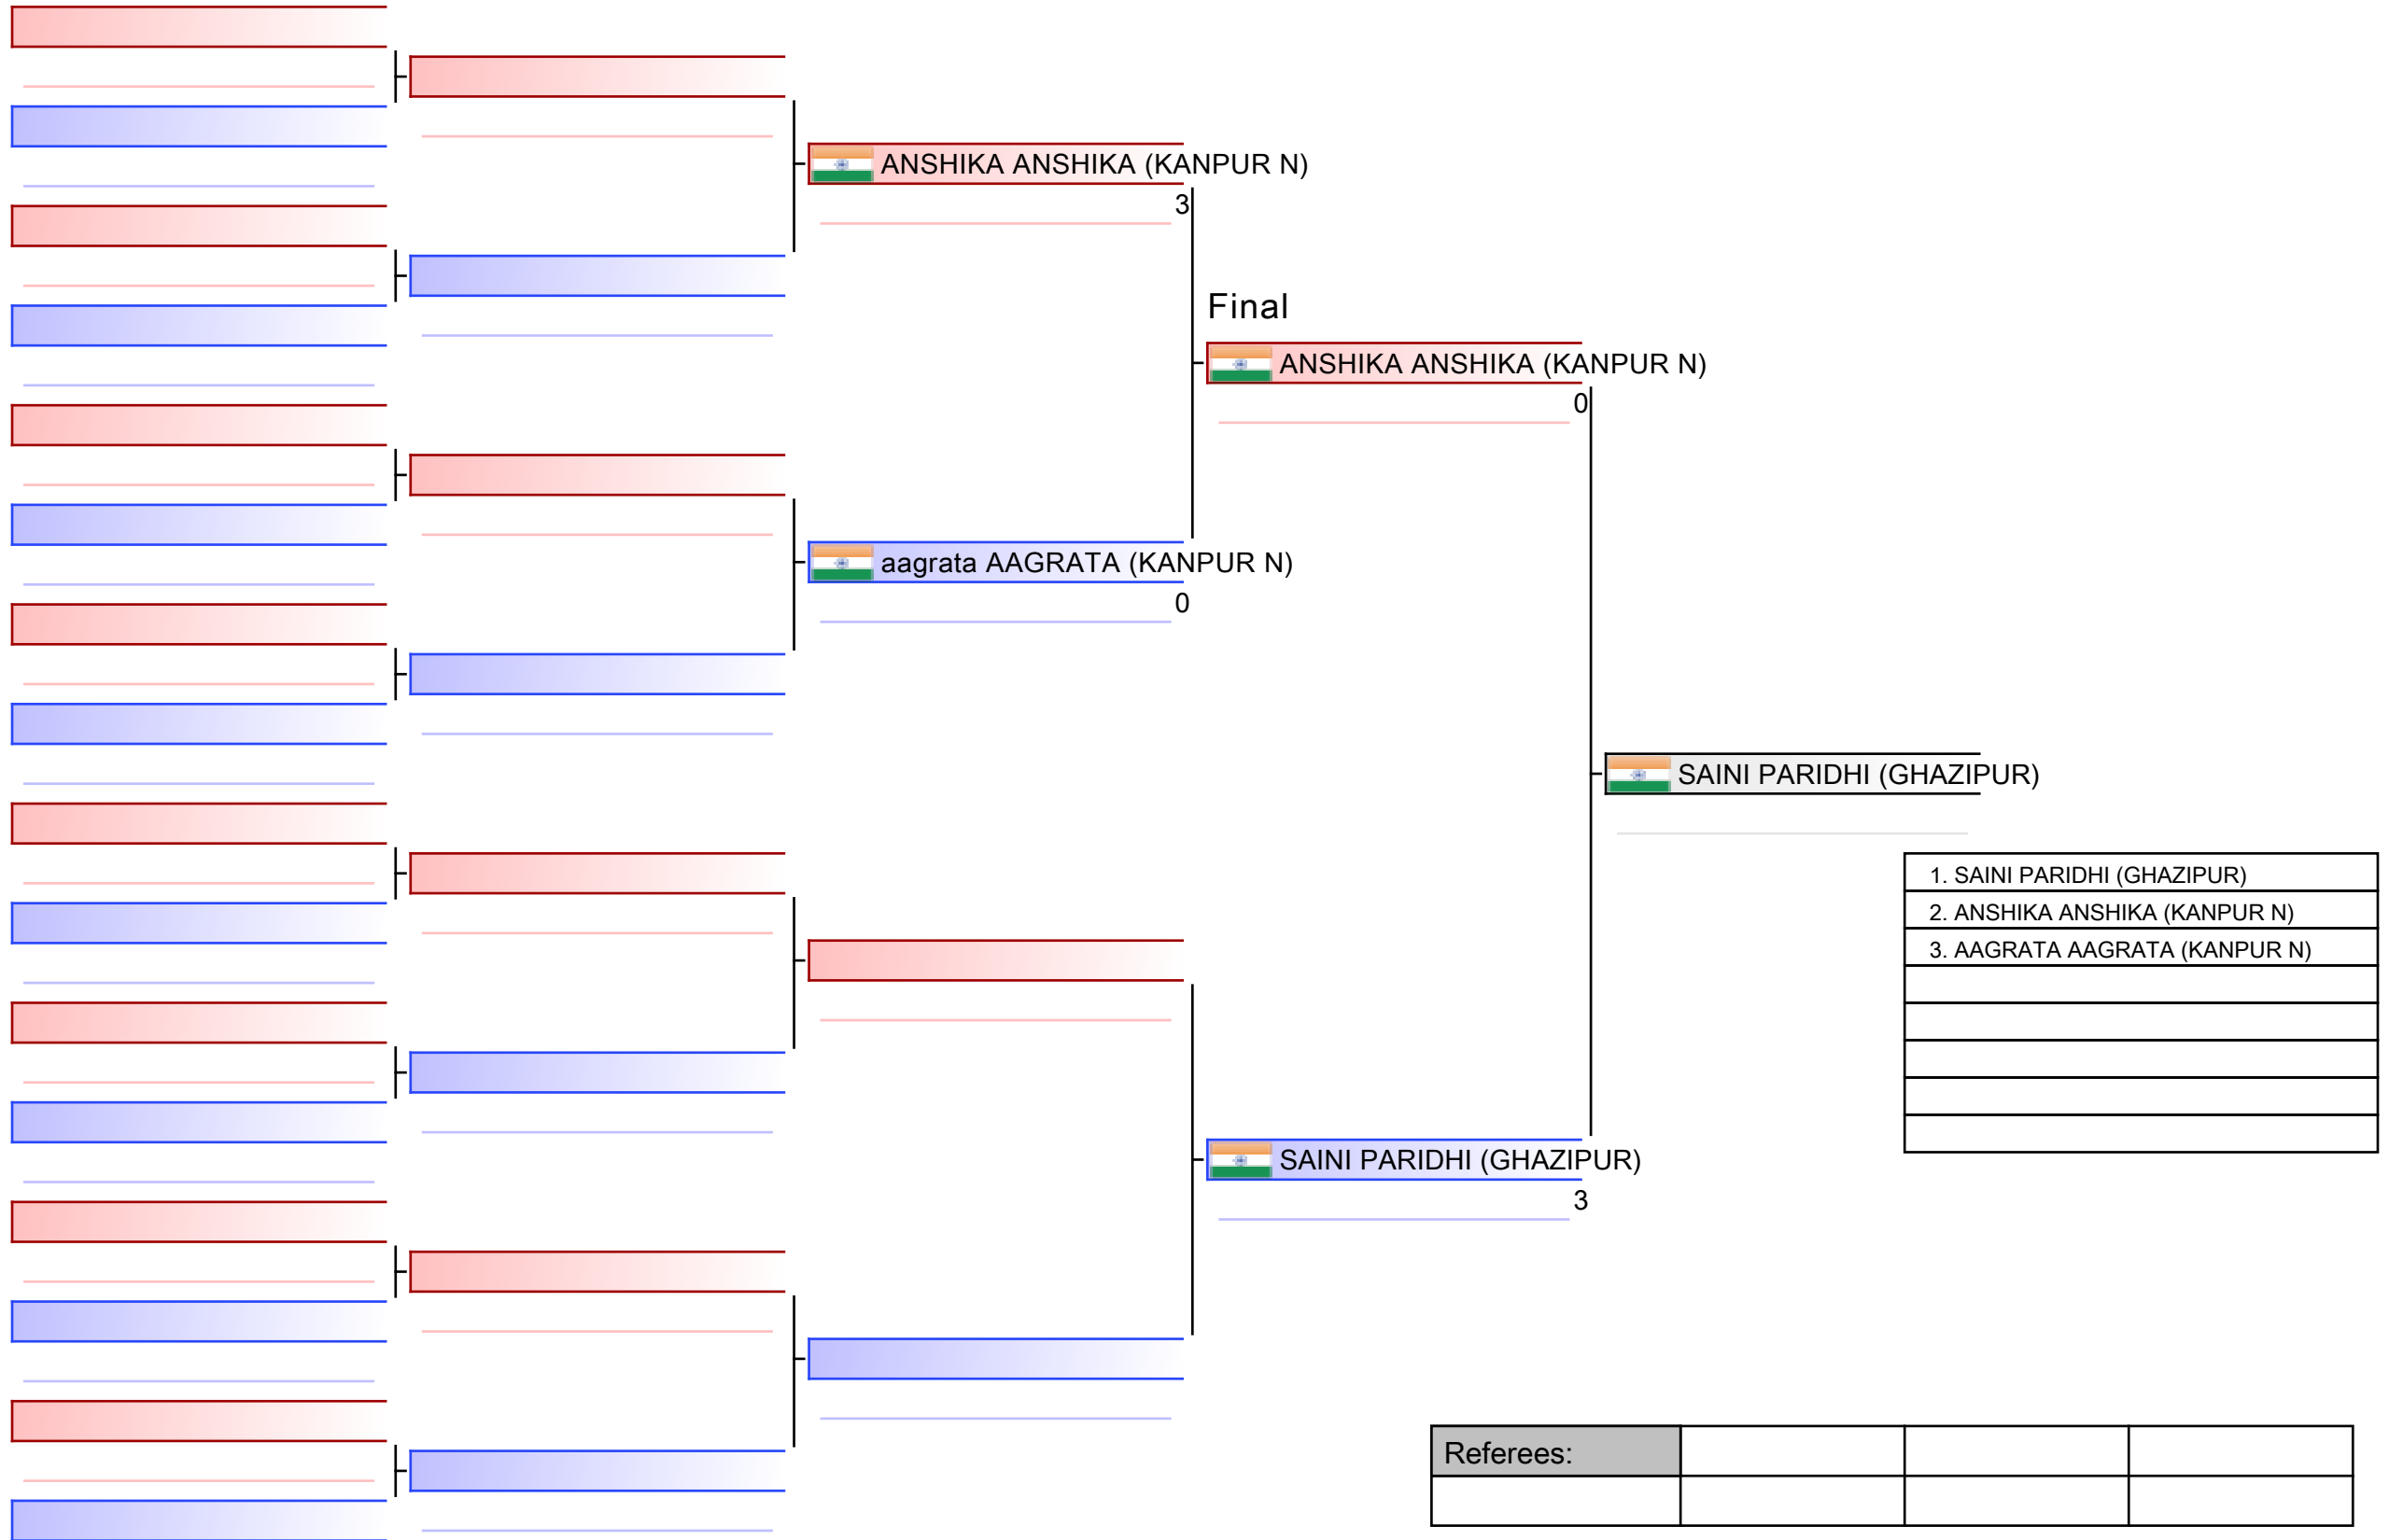 ANSHIKA ANSHIKA (KANPUR N)
3
Final
ANSHIKA ANSHIKA (KANPUR N)
0
aagrata AAGRATA (KANPUR N)
0
SAINI PARIDHI (GHAZIPUR)
1. SAINI PARIDHI (GHAZIPUR)
2. ANSHIKA ANSHIKA (KANPUR N)
3. AAGRATA AAGRATA (KANPUR N)
SAINI PARIDHI (GHAZIPUR)
3
Referees: